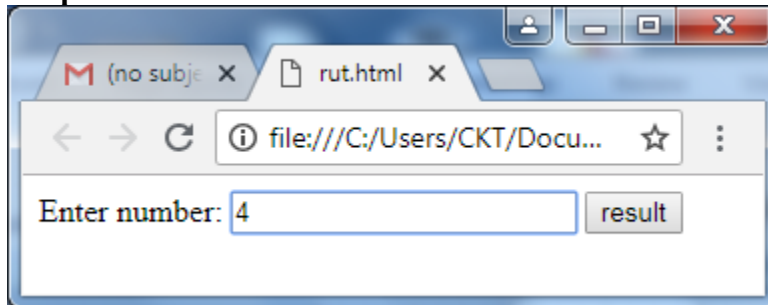 (no subje rut.html
file:///C:/Users/CKT/Docu...
Enter number: 4 result